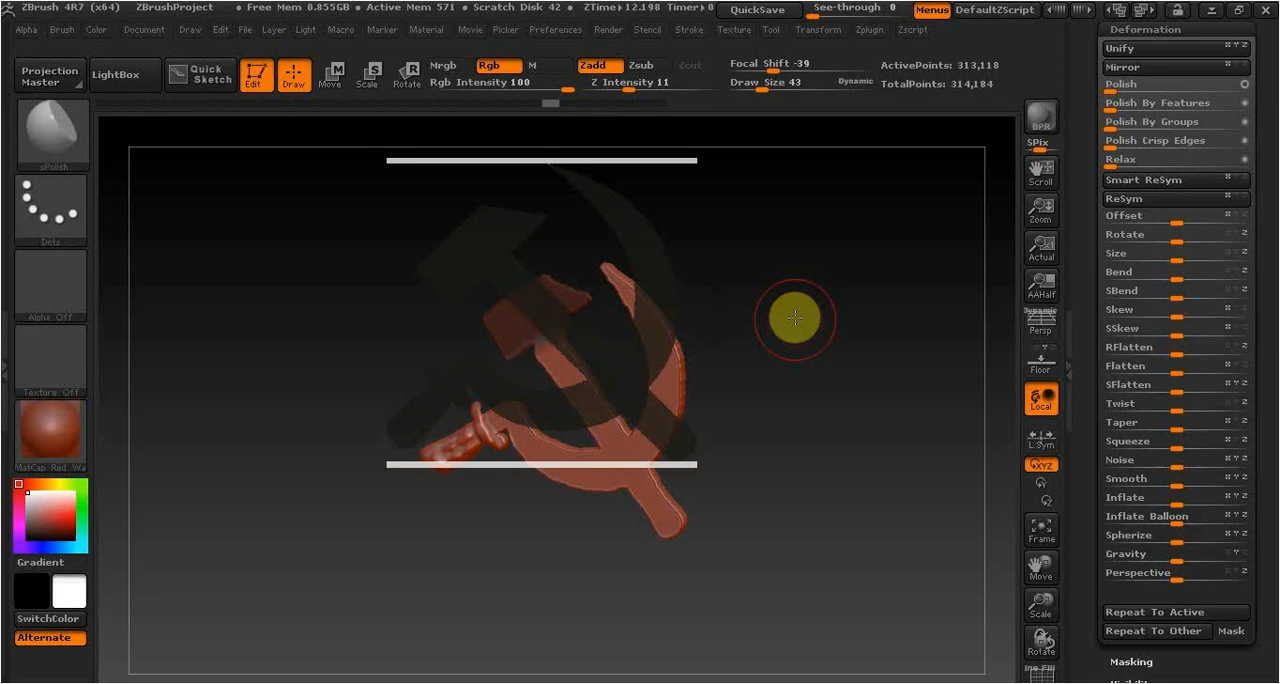 ZBrush 4R7 (x64) ZBrushProject • Free Mem 0.855GB • Active Mem 571 • Scratch Disk 42 • ZTime▸12.198 Timer▸0 QuickSave See-through 0 Menus DefaultZScript
Alpha Brush Color Document Draw Edit File Layer Light Macro Marker Material Movie Picker Preferences Render Stencil Stroke Texture Tool Transform Zplugin Zscript
Projection Master
LightBox
Quick Sketch
Edit
Draw
Move
Scale
Rotate
Mrgb Rgb M
Rgb Intensity 100
Zadd Zsub Zcut
Z Intensity 11
Focal Shift -39
Draw Size 43 Dynamic
ActivePoints: 313,118
TotalPoints: 314,184
sPolish
Dots
Alpha Off
Texture Off
MatCap Red Wa
Gradient
SwitchColor
Alternate
BPR
SPix
Scroll
Zoom
Actual
AAHalf
Dynamic
Persp
Floor
Local
L.Sym
XYZ
Frame
Move
Scale
Rotate
Deformation
Unify
Mirror
Polish
Polish By Features
Polish By Groups
Polish Crisp Edges
Relax
Smart ReSym
ReSym
Offset
Rotate
Size
Bend
SBend
Skew
SSkew
RFlatten
Flatten
SFlatten
Twist
Taper
Squeeze
Noise
Smooth
Inflate
Inflate Balloon
Spherize
Gravity
Perspective
Repeat To Active
Repeat To Other Mask
Masking